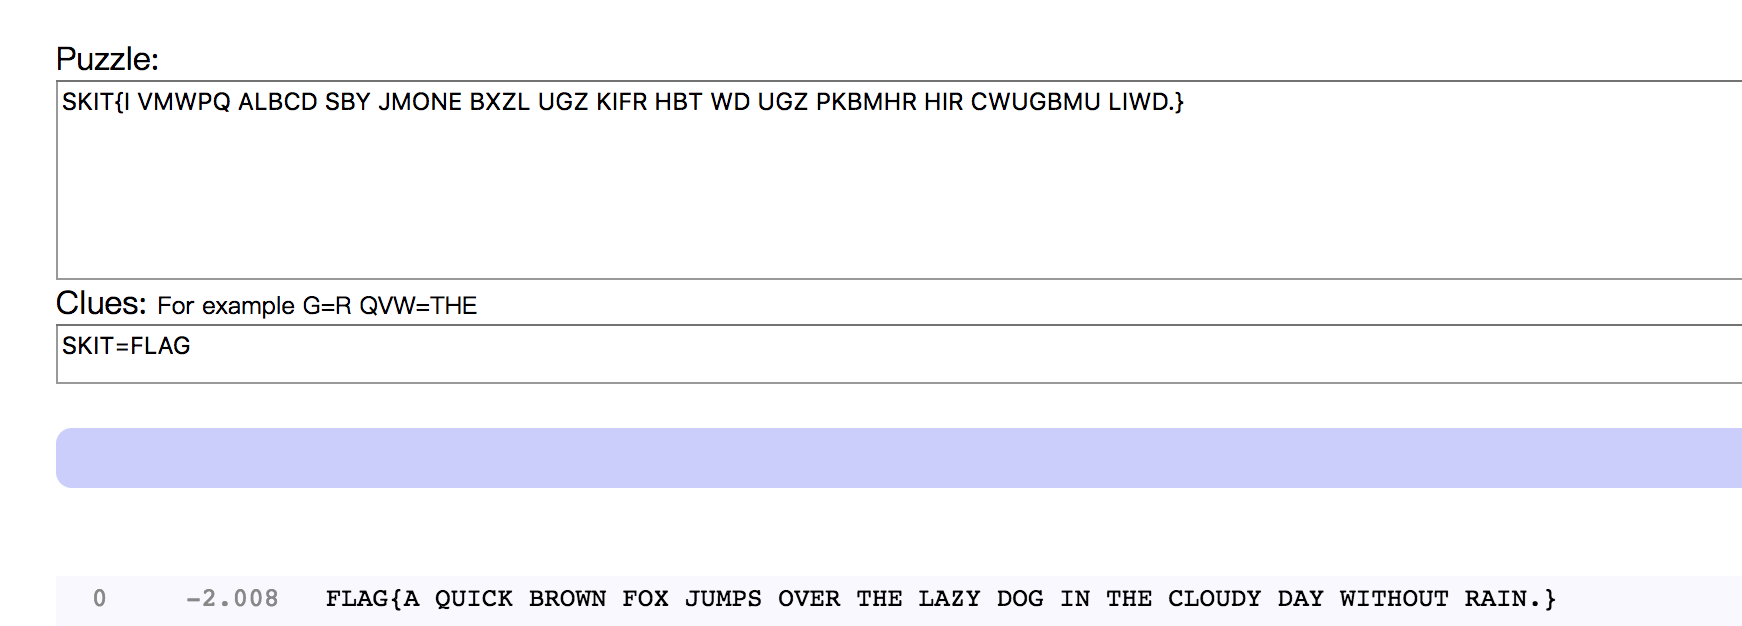 Puzzle:
SKIT{I VMWPQ ALBCD SBY JMONE BXZL UGZ KIFR HBT WD UGZ PKBMHR HIR CWUGBMU LIWD.}
Clues: For example G=R QVW=THE
SKIT=FLAG
0 -2.008 FLAG{A QUICK BROWN FOX JUMPS OVER THE LAZY DOG IN THE CLOUDY DAY WITHOUT RAIN.}